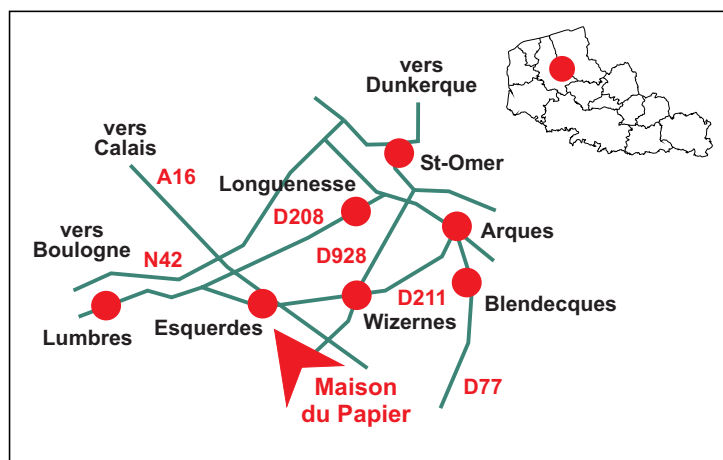 vers
Dunkerque
vers
Calais
St-Omer
A16
Longuenesse
D208
vers
Boulogne
Arques
N42
D928
D211
Blendecques
Lumbres
Esquerdes
Wizernes
Maison
du Papier
D77